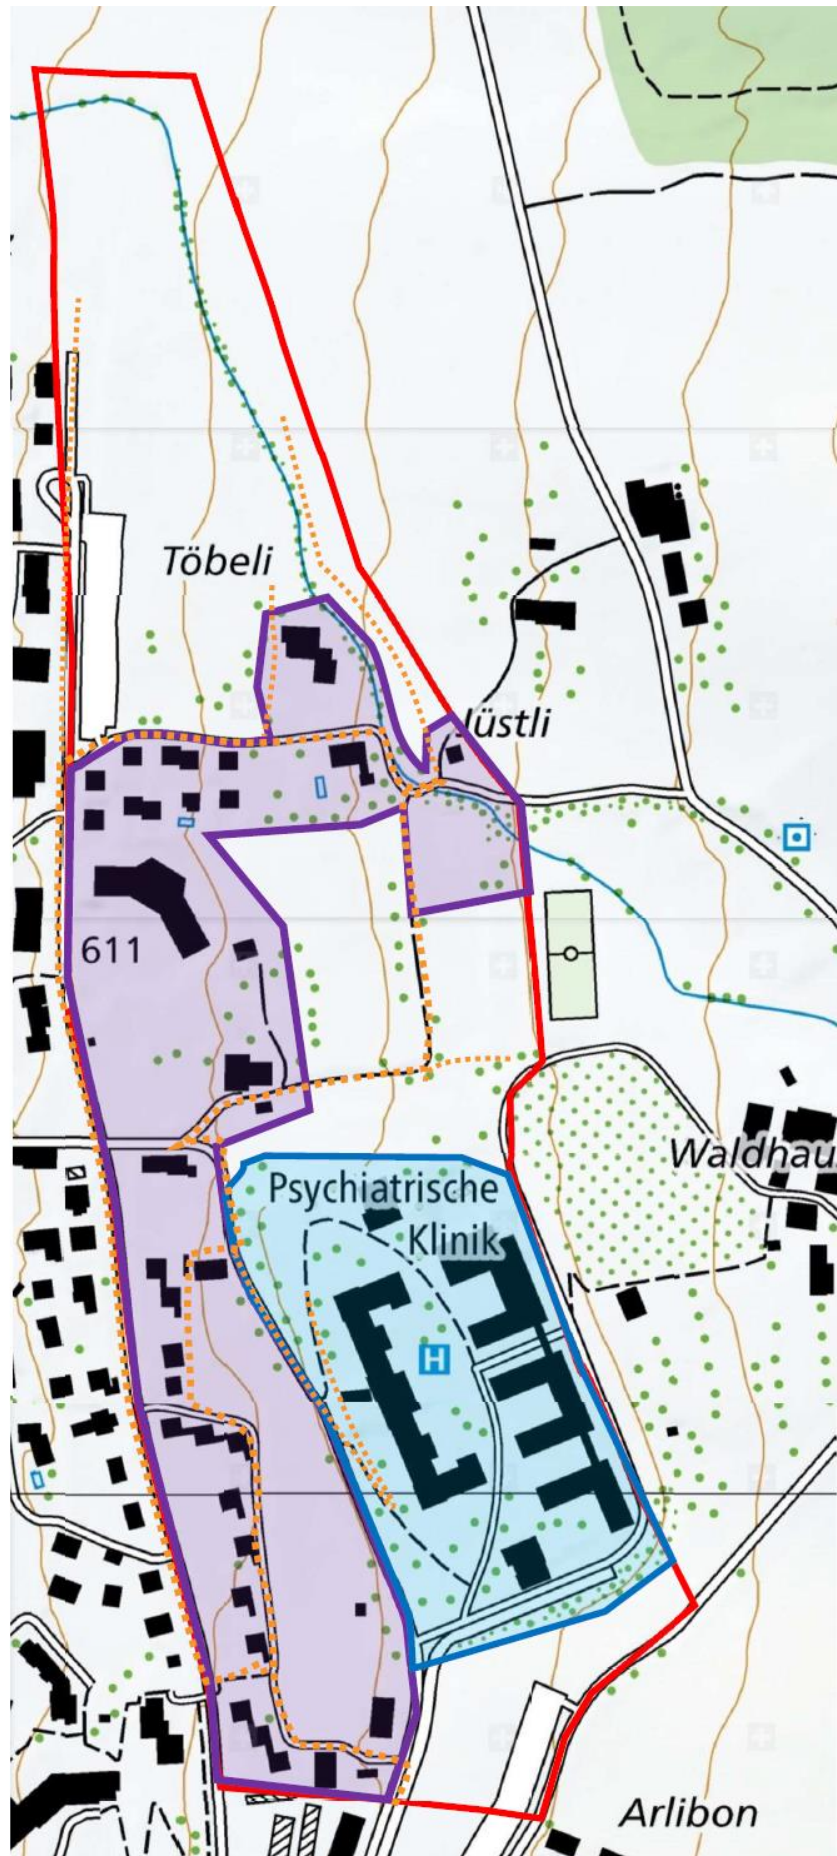 Töbeli
Jüstli
611
Waldhau
Psychiatrische
Klinik
H
Arlibon